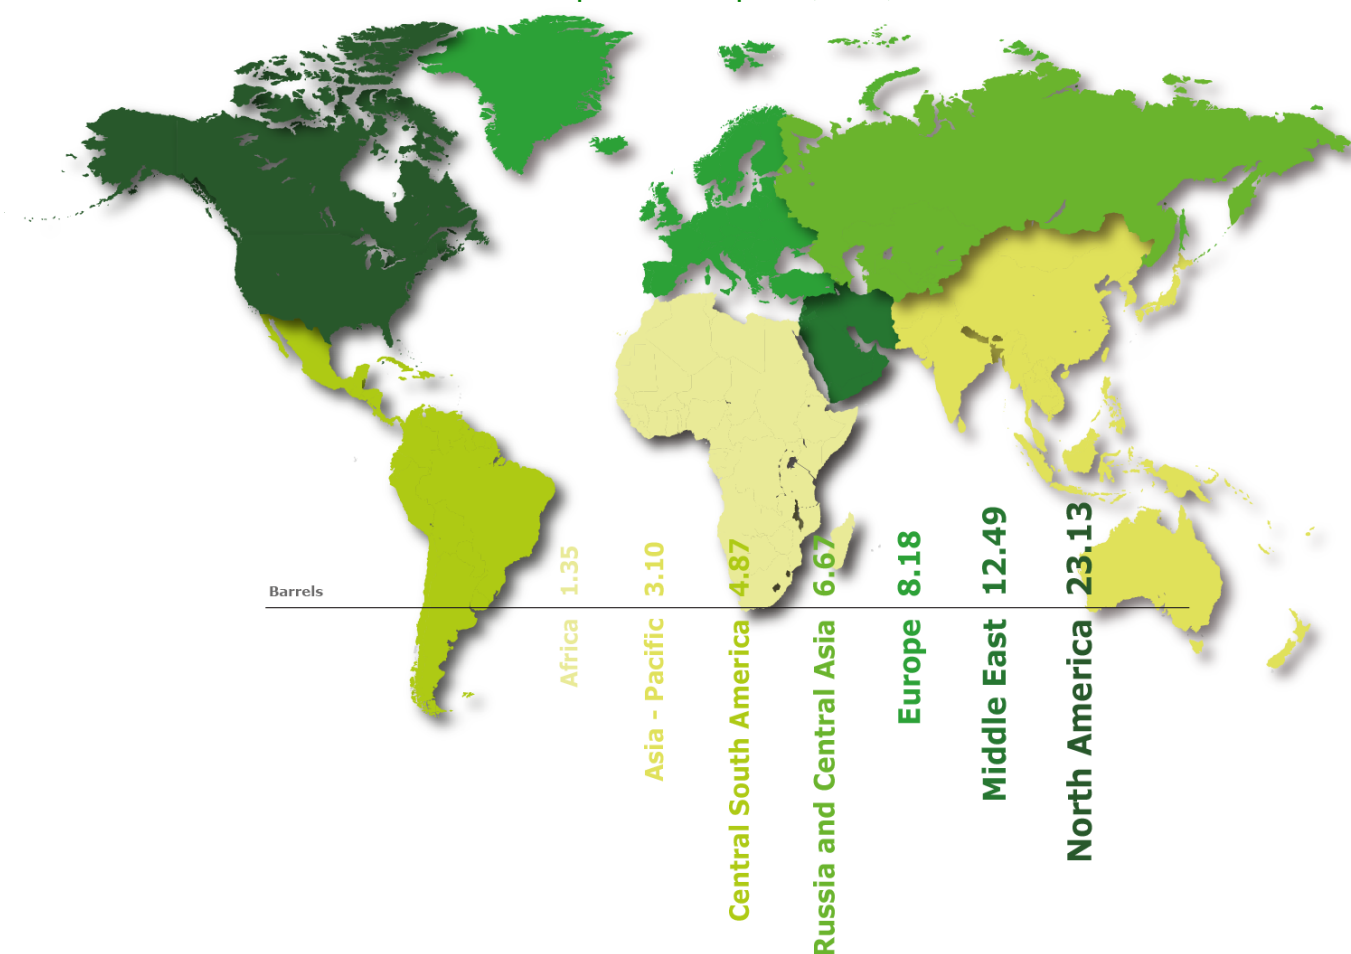 Barrels
Africa 1.35
Asia - Pacific 3.10
Central South America 4.87
Russia and Central Asia 6.67
Europe 8.18
Middle East 12.49
North America 23.13